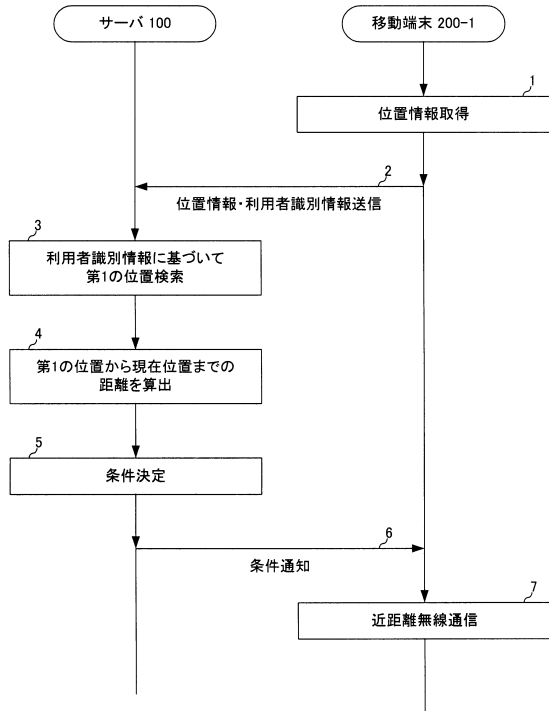 サーバ 100
移動端末 200-1
1
位置情報取得
2
位置情報・利用者識別情報送信
3
利用者識別情報に基づいて
第1の位置検索
4
第1の位置から現在位置までの
距離を算出
5
条件決定
6
条件通知
7
近距離無線通信